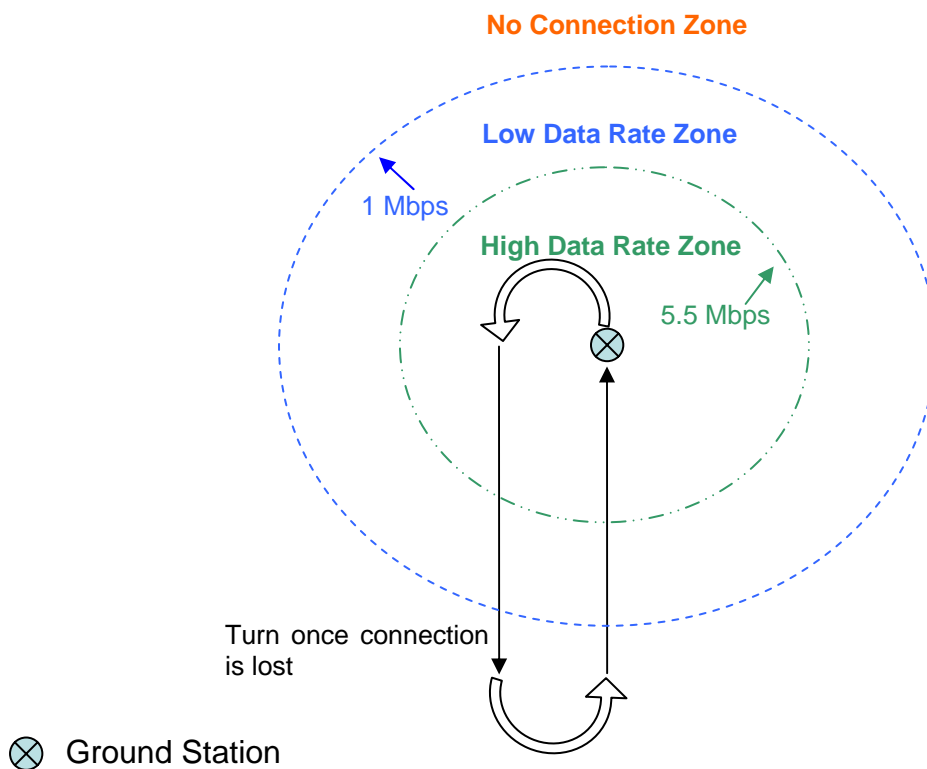 No Connection Zone
Low Data Rate Zone
1 Mbps
High Data Rate Zone
5.5 Mbps
Turn once connection
is lost
Ground Station